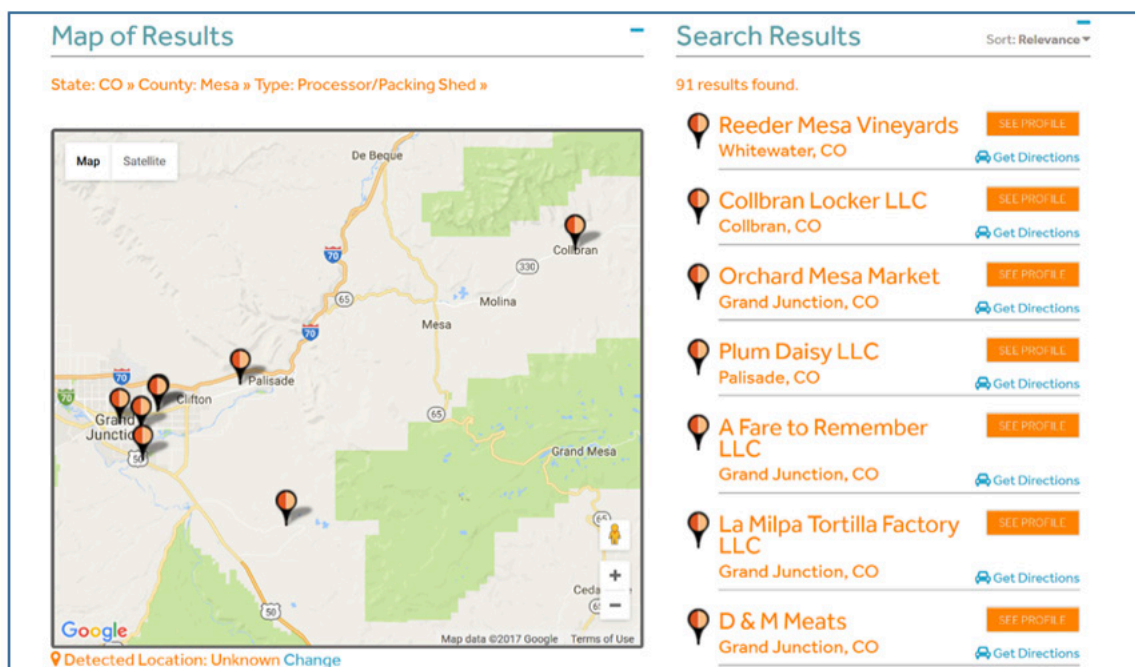 Map of Results
State: CO » County: Mesa » Type: Processor/Packing Shed »
Map Satellite
De Beque
70
Collbran
330
65
Molina
70
Mesa
70
Palisade
70
Clifton
65
Grand
Junction
50
Grand Mesa
65
50
Google
Map data ©2017 Google Terms of Use
Detected Location: Unknown Change
Search Results
Sort: Relevance
91 results found.
Reeder Mesa Vineyards
SEE PROFILE
Whitewater, CO
Get Directions
Collbran Locker LLC
SEE PROFILE
Collbran, CO
Get Directions
Orchard Mesa Market
SEE PROFILE
Grand Junction, CO
Get Directions
Plum Daisy LLC
SEE PROFILE
Palisade, CO
Get Directions
A Fare to Remember
LLC
SEE PROFILE
Grand Junction, CO
Get Directions
La Milpa Tortilla Factory
LLC
SEE PROFILE
Grand Junction, CO
Get Directions
D & M Meats
SEE PROFILE
Grand Junction, CO
Get Directions